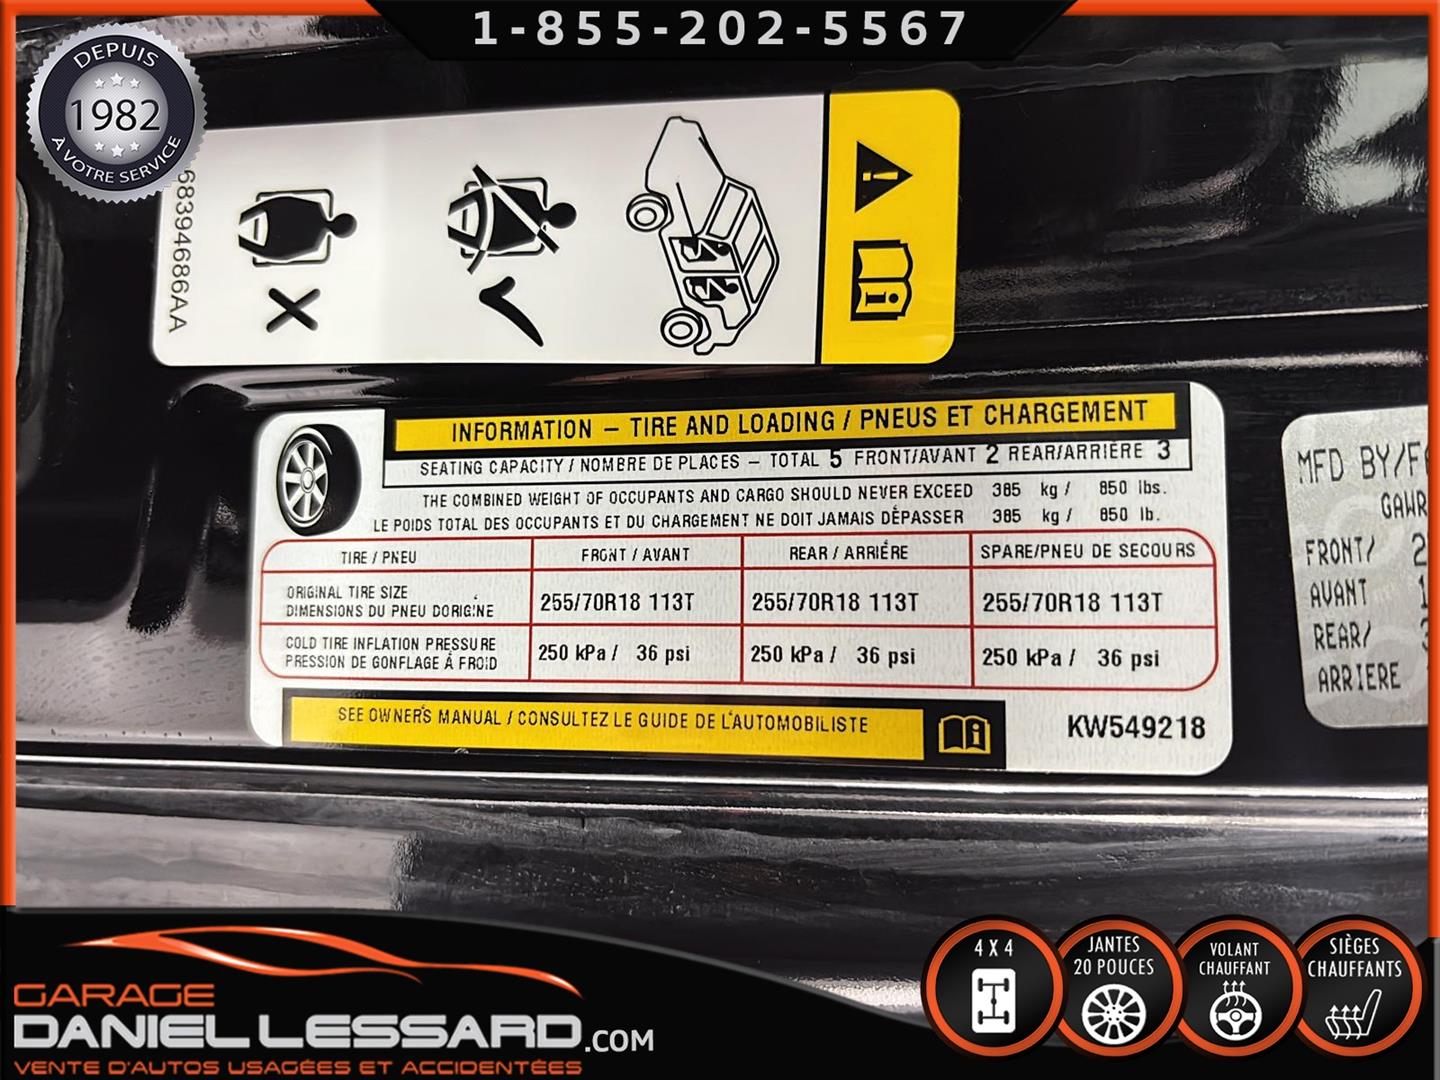 1-855-202-5567
DEPUIS
1982
À VOTRE SERVICE
68394686AA
INFORMATION – TIRE AND LOADING / PNEUS ET CHARGEMENT
SEATING CAPACITY / NOMBRE DE PLACES – TOTAL 5 FRONT/AVANT 2 REAR/ARRIÈRE 3
THE COMBINED WEIGHT OF OCCUPANTS AND CARGO SHOULD NEVER EXCEED 385 kg / 850 lbs.
LE POIDS TOTAL DES OCCUPANTS ET DU CHARGEMENT NE DOIT JAMAIS DÉPASSER 385 kg / 850 lb.
TIRE / PNEU FRONT / AVANT REAR / ARRIÉRE SPARE/PNEU DE SECOURS
ORIGINAL TIRE SIZE
DIMENSIONS DU PNEU D'ORIGINE 255/70R18 113T 255/70R18 113T 255/70R18 113T
COLD TIRE INFLATION PRESSURE
PRESSION DE GONFLAGE À FROID 250 kPa / 36 psi 250 kPa / 36 psi 250 kPa / 36 psi
SEE OWNER'S MANUAL / CONSULTEZ LE GUIDE DE L'AUTOMOBILISTE
KW549218
MFD BY/
GAWR
FRONT/
AVANT
REAR/
ARRIERE
GARAGE
DANIEL LESSARD.COM
VENTE D'AUTOS USAGÉES ET ACCIDENTÉES
4 X 4
JANTES
20 POUCES
VOLANT
CHAUFFANT
SIÈGES
CHAUFFANTS